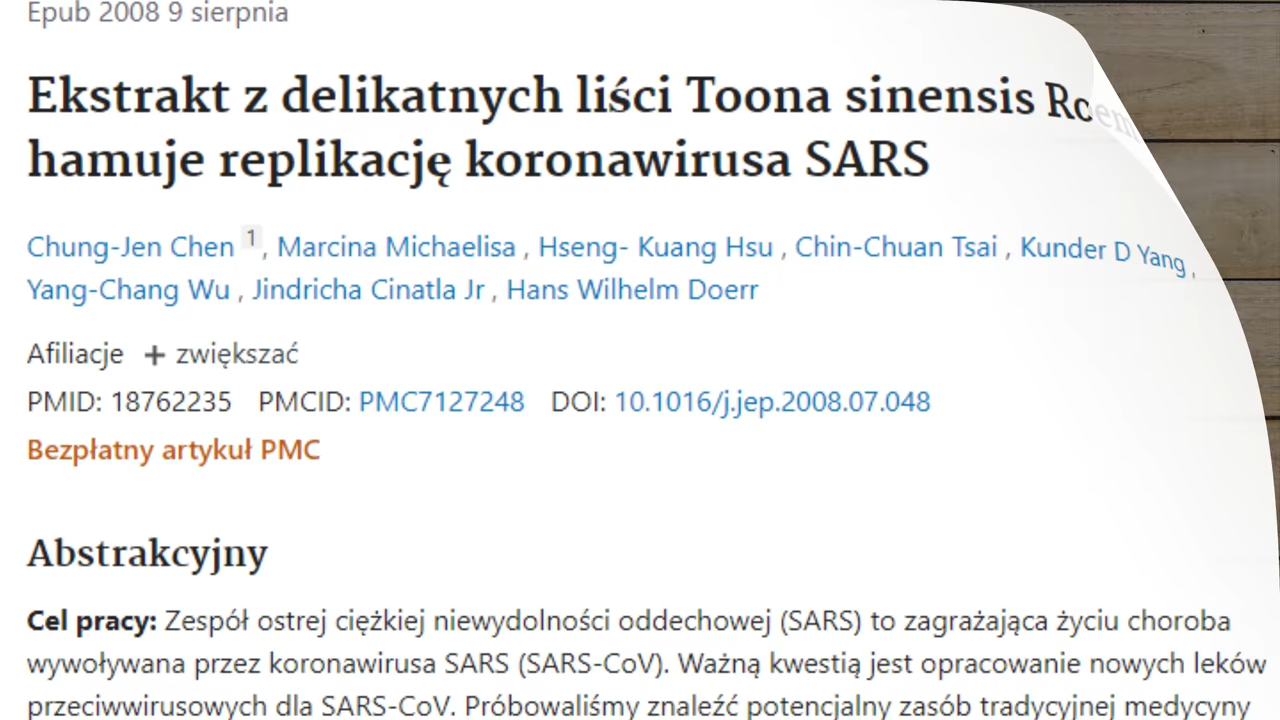 Epub 2008 9 sierpnia
Ekstrakt z delikatnych liści Toona sinensis Roem
hamuje replikację koronawirusa SARS
Chung-Jen Chen 1 , Marcina Michaelisa , Hseng- Kuang Hsu , Chin-Chuan Tsai , Kunder D Yang ,
Yang-Chang Wu , Jindricha Cinatla Jr , Hans Wilhelm Doerr
Afiliacje + zwiększać
PMID: 18762235 PMCID: PMC7127248 DOI: 10.1016/j.jep.2008.07.048
Bezpłatny artykuł PMC
Abstrakcyjny
Cel pracy: Zespół ostrej ciężkiej niewydolności oddechowej (SARS) to zagrażająca życiu choroba
wywoływana przez koronawirusa SARS (SARS-CoV). Ważną kwestią jest opracowanie nowych leków
przeciwwirusowych dla SARS-CoV. Próbowaliśmy znaleźć potencjalny zasób tradycyjnej medycyny